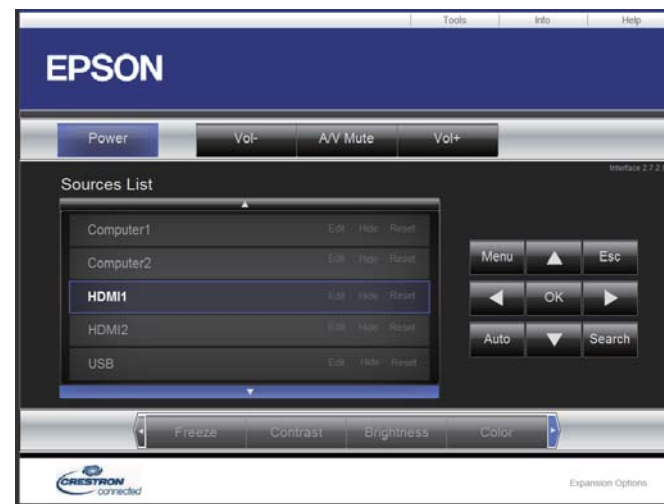 Tools Info Help
EPSON
Power Vol- A/V Mute Vol+
Interface 2.7.2.1
Sources List
Computer1 Edit Hide Reset
Computer2 Edit Hide Reset
HDMI1 Edit Hide Reset
HDMI2 Edit Hide Reset
USB Edit Hide Reset
Menu Esc
OK
Auto Search
Freeze Contrast Brightness Color
CRESTRON
connected
Expansion Options